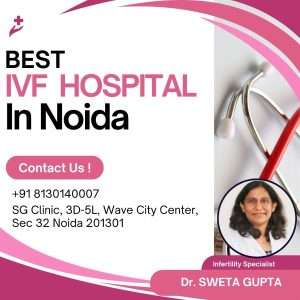 BEST
IVF HOSPITAL
In Noida
Contact Us !
+91 8130140007
SG Clinic, 3D-5L, Wave City Center,
Sec 32 Noida 201301
Infertility Specialist
Dr. SWETA GUPTA